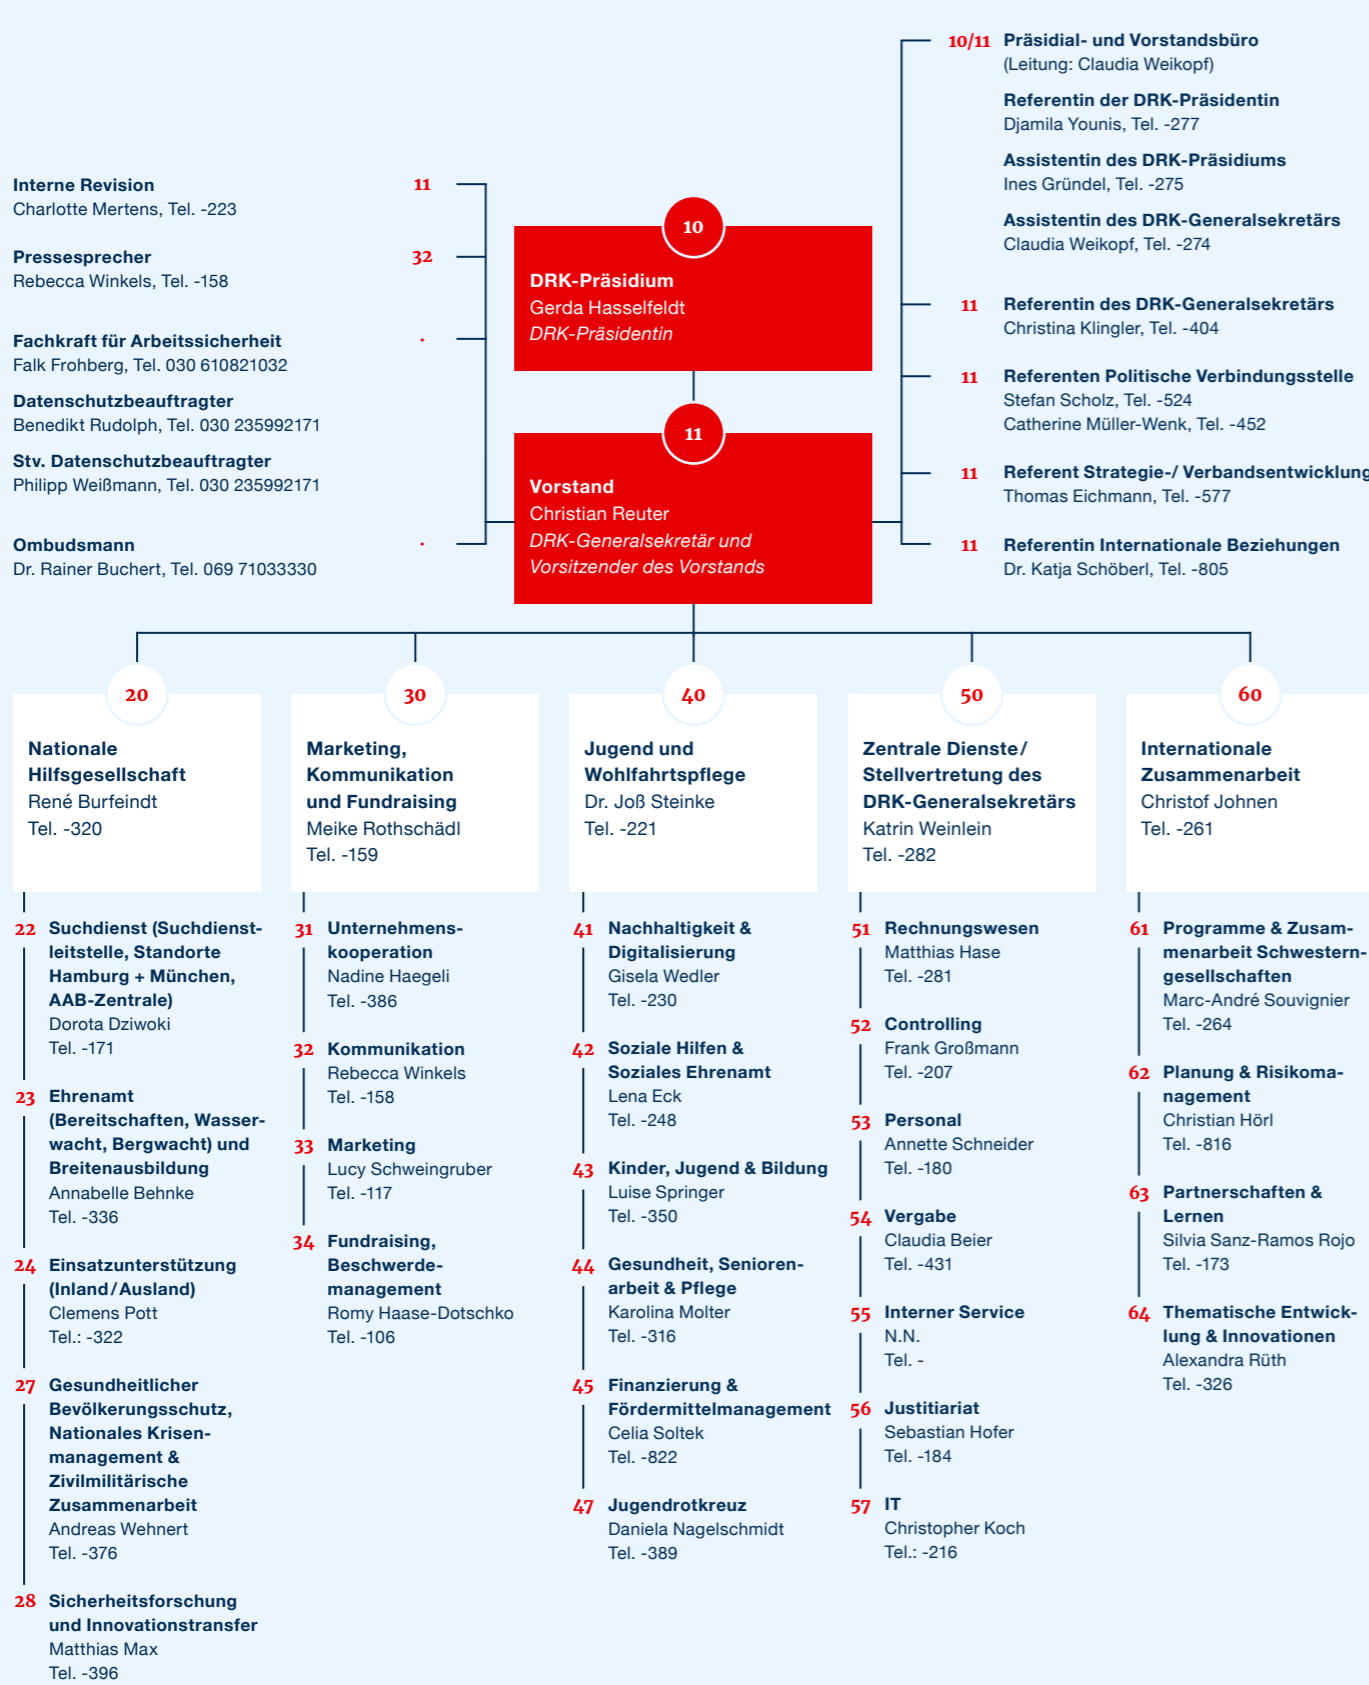 10/11 Präsidial- und Vorstandsbüro
(Leitung: Claudia Weikopf)
Referentin der DRK-Präsidentin
Djamila Younis, Tel. -277
Assistentin des DRK-Präsidiums
Ines Gründel, Tel. -275
Assistentin des DRK-Generalsekretärs
Claudia Weikopf, Tel. -274
11 Referentin des DRK-Generalsekretärs
Christina Klingler, Tel. -404
11 Referenten Politische Verbindungsstelle
Stefan Scholz, Tel. -524
Catherine Müller-Wenk, Tel. -452
11 Referent Strategie-/ Verbandsentwicklung
Thomas Eichmann, Tel. -577
11 Referentin Internationale Beziehungen
Dr. Katja Schöberl, Tel. -805
Interne Revision 11
Charlotte Mertens, Tel. -223
Pressesprecher 32
Rebecca Winkels, Tel. -158
Fachkraft für Arbeitssicherheit ·
Falk Frohberg, Tel. 030 610821032
Datenschutzbeauftragter
Benedikt Rudolph, Tel. 030 235992171
Stv. Datenschutzbeauftragter
Philipp Weißmann, Tel. 030 235992171
Ombudsmann ·
Dr. Rainer Buchert, Tel. 069 71033330
10
DRK-Präsidium
Gerda Hasselfeldt
DRK-Präsidentin
11
Vorstand
Christian Reuter
DRK-Generalsekretär und
Vorsitzender des Vorstands
20
Nationale
Hilfsgesellschaft
René Burfeindt
Tel. -320
22 Suchdienst (Suchdienst-
leitstelle, Standorte
Hamburg + München,
AAB-Zentrale)
Dorota Dziwoki
Tel. -171
23 Ehrenamt
(Bereitschaften, Wasser-
wacht, Bergwacht) und
Breitenausbildung
Annabelle Behnke
Tel. -336
24 Einsatzunterstützung
(Inland/Ausland)
Clemens Pott
Tel.: -322
27 Gesundheitlicher
Bevölkerungsschutz,
Nationales Krisen-
management &
Zivilmilitärische
Zusammenarbeit
Andreas Wehnert
Tel. -376
28 Sicherheitsforschung
und Innovationstransfer
Matthias Max
Tel. -396
30
Marketing,
Kommunikation
und Fundraising
Meike Rothschädl
Tel. -159
31 Unternehmens-
kooperation
Nadine Haegeli
Tel. -386
32 Kommunikation
Rebecca Winkels
Tel. -158
33 Marketing
Lucy Schweingruber
Tel. -117
34 Fundraising,
Beschwerde-
management
Romy Haase-Dotschko
Tel. -106
40
Jugend und
Wohlfahrtspflege
Dr. Joß Steinke
Tel. -221
41 Nachhaltigkeit &
Digitalisierung
Gisela Wedler
Tel. -230
42 Soziale Hilfen &
Soziales Ehrenamt
Lena Eck
Tel. -248
43 Kinder, Jugend & Bildung
Luise Springer
Tel. -350
44 Gesundheit, Senioren-
arbeit & Pflege
Karolina Molter
Tel. -316
45 Finanzierung &
Fördermittelmanagement
Celia Soltek
Tel. -822
47 Jugendrotkreuz
Daniela Nagelschmidt
Tel. -389
50
Zentrale Dienste/
Stellvertretung des
DRK-Generalsekretärs
Katrin Weinlein
Tel. -282
51 Rechnungswesen
Matthias Hase
Tel. -281
52 Controlling
Frank Großmann
Tel. -207
53 Personal
Annette Schneider
Tel. -180
54 Vergabe
Claudia Beier
Tel. -431
55 Interner Service
N.N.
Tel. -
56 Justitiariat
Sebastian Hofer
Tel. -184
57 IT
Christopher Koch
Tel.: -216
60
Internationale
Zusammenarbeit
Christof Johnen
Tel. -261
61 Programme & Zusam-
menarbeit Schwestern-
gesellschaften
Marc-André Souvignier
Tel. -264
62 Planung & Risikoma-
nagement
Christian Hörl
Tel. -816
63 Partnerschaften &
Lernen
Silvia Sanz-Ramos Rojo
Tel. -173
64 Thematische Entwick-
lung & Innovationen
Alexandra Rüth
Tel. -326